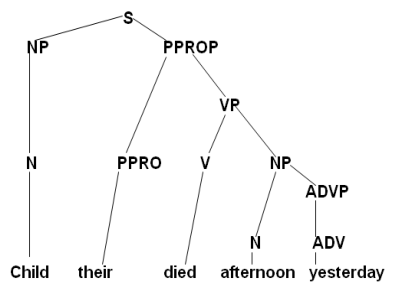 S
NP PPROP
VP
N PPRO V NP
ADVP
N ADV
Child their died afternoon yesterday